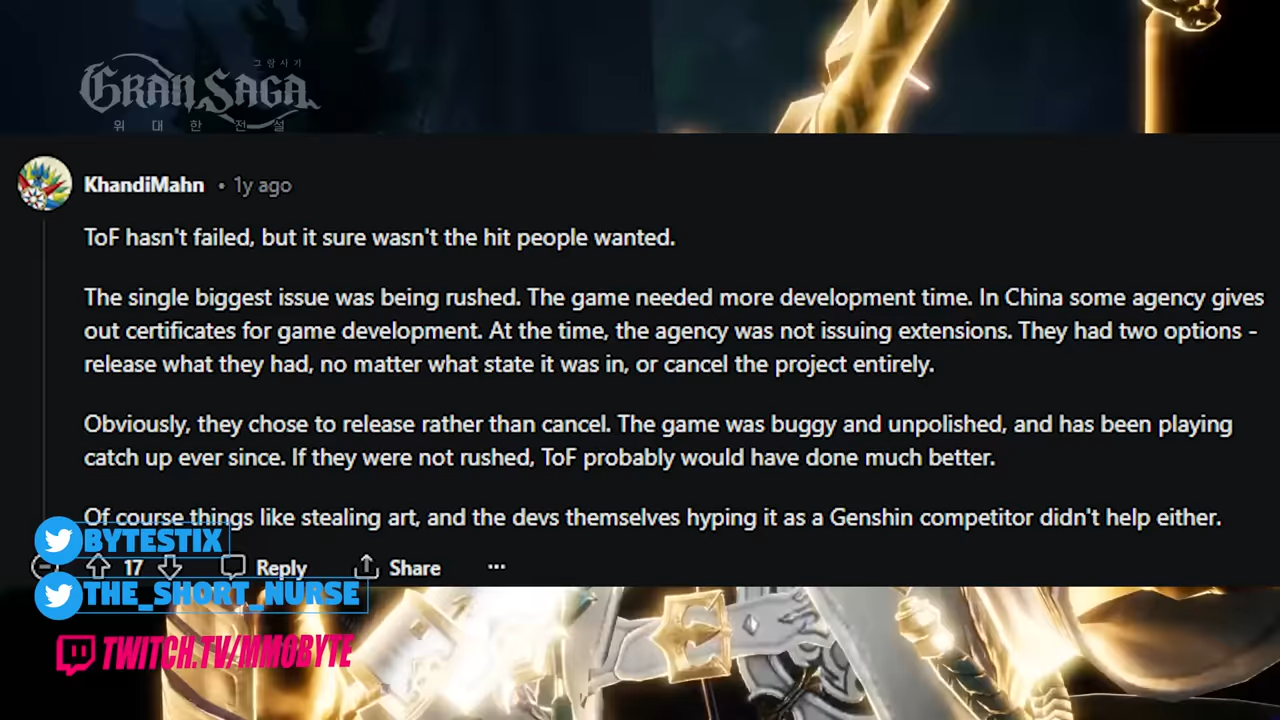 그랑사가
GRAN SAGA
위대한 전설
KhandiMahn • 1y ago
ToF hasn't failed, but it sure wasn't the hit people wanted.
The single biggest issue was being rushed. The game needed more development time. In China some agency gives
out certificates for game development. At the time, the agency was not issuing extensions. They had two options -
release what they had, no matter what state it was in, or cancel the project entirely.
Obviously, they chose to release rather than cancel. The game was buggy and unpolished, and has been playing
catch up ever since. If they were not rushed, ToF probably would have done much better.
Of course things like stealing art, and the devs themselves hyping it as a Genshin competitor didn't help either.
BYTESTIX
17 Reply Share ...
THE_SHORT_NURSE
TWITCH.TV/MMOBYTE